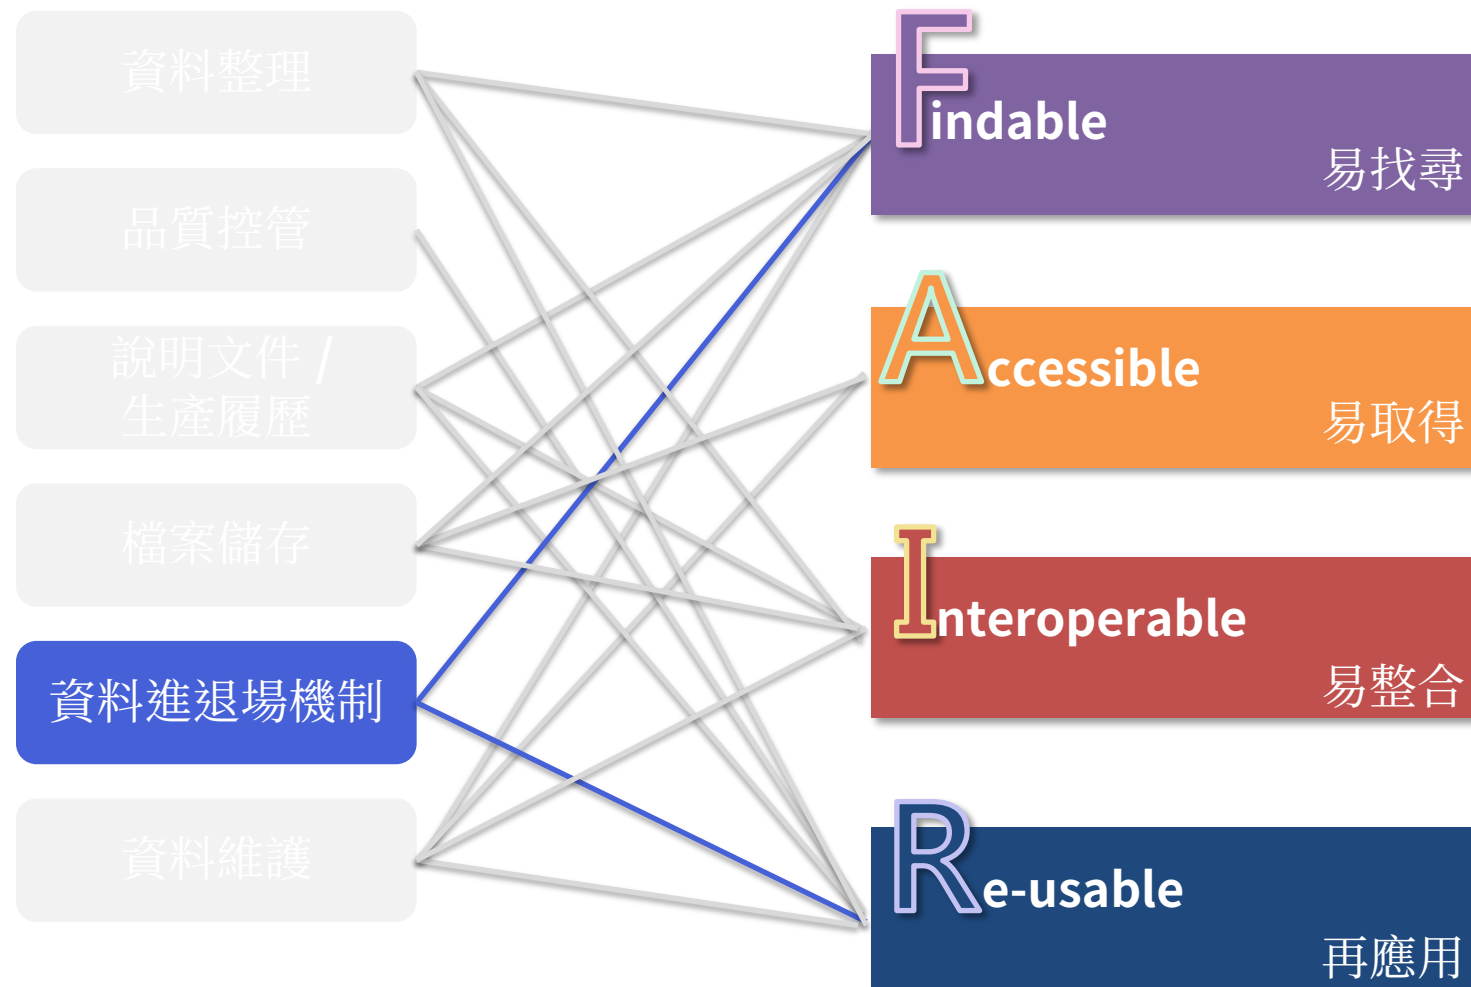 資料整理
品質控管
說明文件 /
生產履歷
檔案儲存
資料進退場機制
資料維護
Findable
易找尋
Accessible
易取得
Interoperable
易整合
Re-usable
再應用